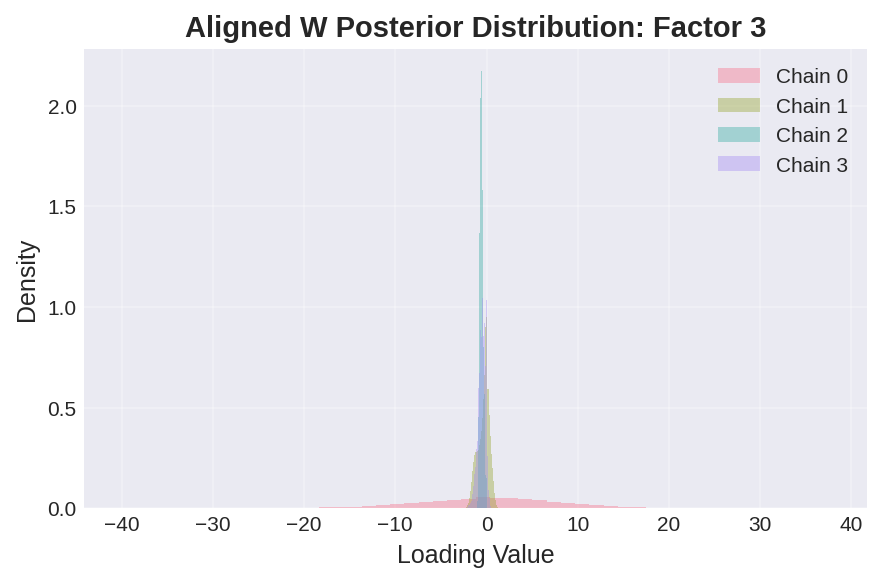 Aligned W Posterior Distribution: Factor 3
Chain 0
Chain 1
Chain 2
Chain 3
2.0
1.5
1.0
0.5
0.0
Density
−40
−30
−20
−10
0
10
20
30
40
Loading Value